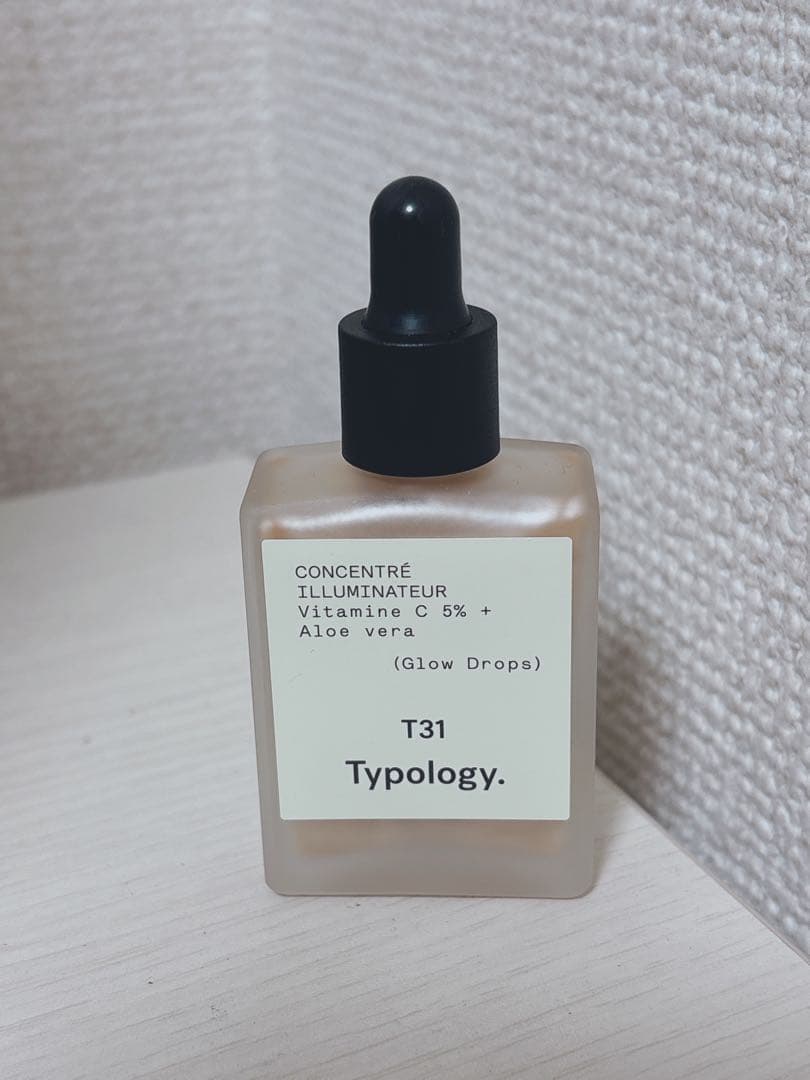 CONCENTRÉ
ILLUMINATEUR
Vitamine C 5% +
Aloe vera
(Glow Drops)
T31
Typology.